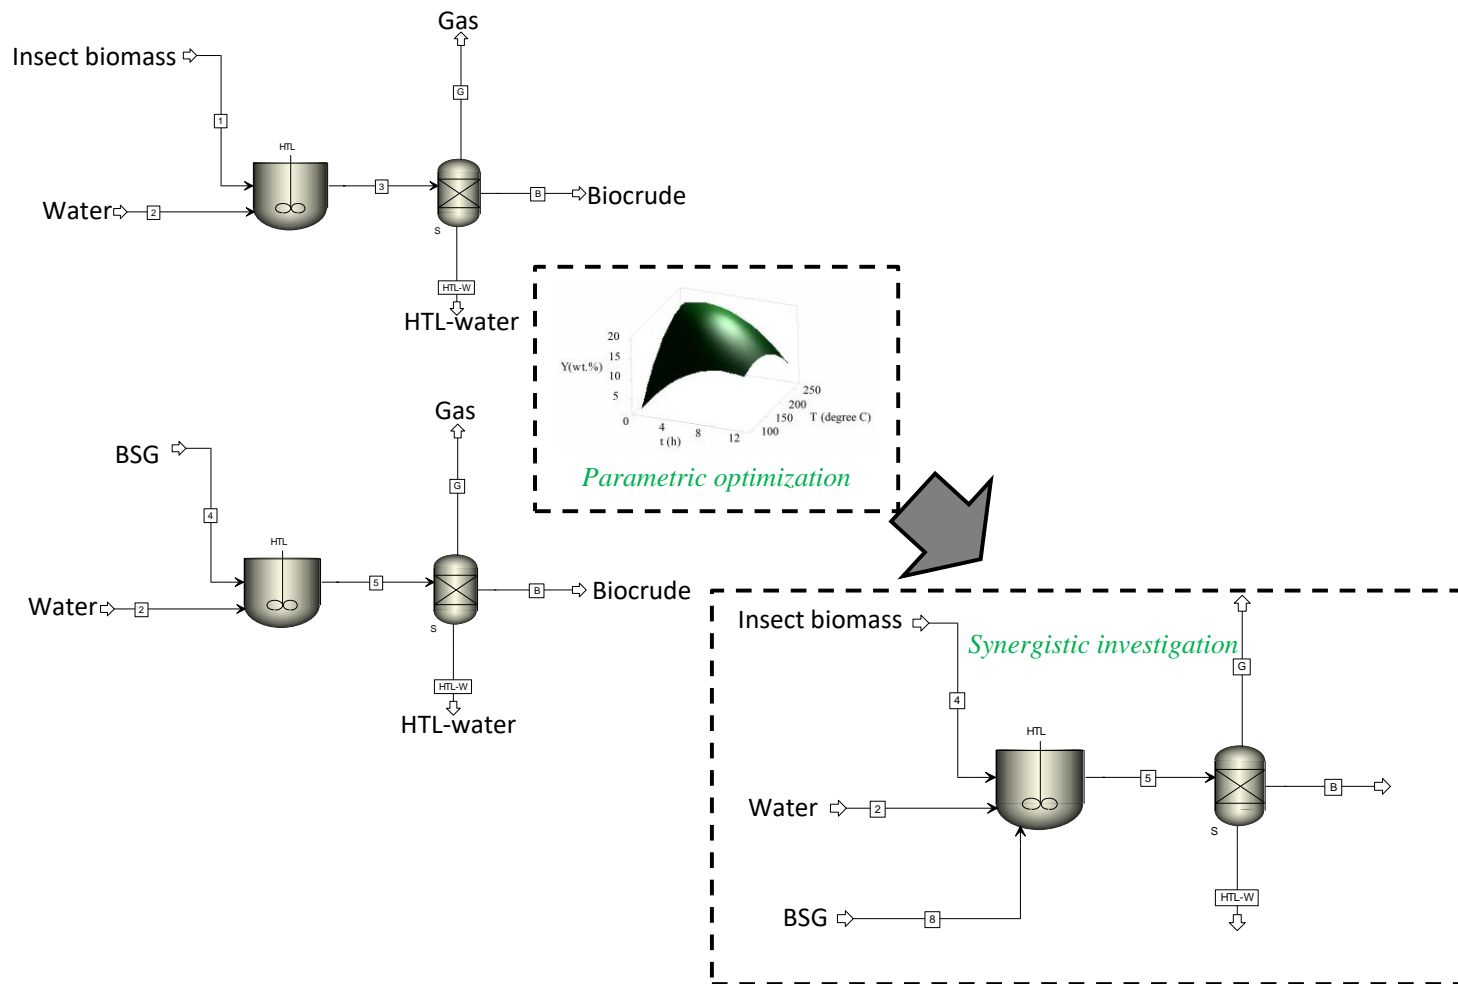 Gas
Insect biomass
G
1
HTL
3
B
Biocrude
Water
2
S
HTL-W
HTL-water
20
15
Y(wt.%)
10
5
0
4
8
12
t (h)
100
150
200
250
T (degree C)
Parametric optimization
Gas
BSG
G
4
HTL
5
B
Biocrude
Water
2
S
HTL-W
HTL-water
Insect biomass
Synergistic investigation
G
4
HTL
5
B
Water
2
S
HTL-W
BSG
8